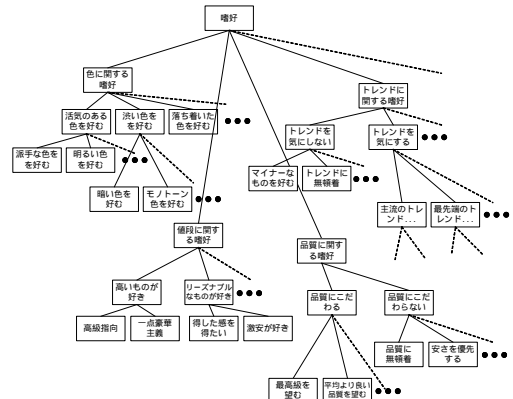 嗜好
色に関する
嗜好
トレンドに
関する嗜好
活気のある
色を好む
渋い色を
を好む
落ち着いた
色を好む
トレンドを
気にしない
トレンドを
気にする
派手な色を
を好む
明るい色
を好む
マイナーな
ものを好む
トレンドに
無頓着
暗い色を
好む
モノトーン
色を好む
主流のトレ
ンド...
最先端のト
レンド...
値段に関す
る嗜好
品質に関す
る嗜好
高いものが
好き
リーズナブル
なものが好き
品質にこだ
わる
品質にこだ
わらない
高級指向
一点豪華
主義
得した感を
得たい
激安が好き
品質に
無頓着
安さを優先
する
最高級を
望む
平均より良い
品質を望む